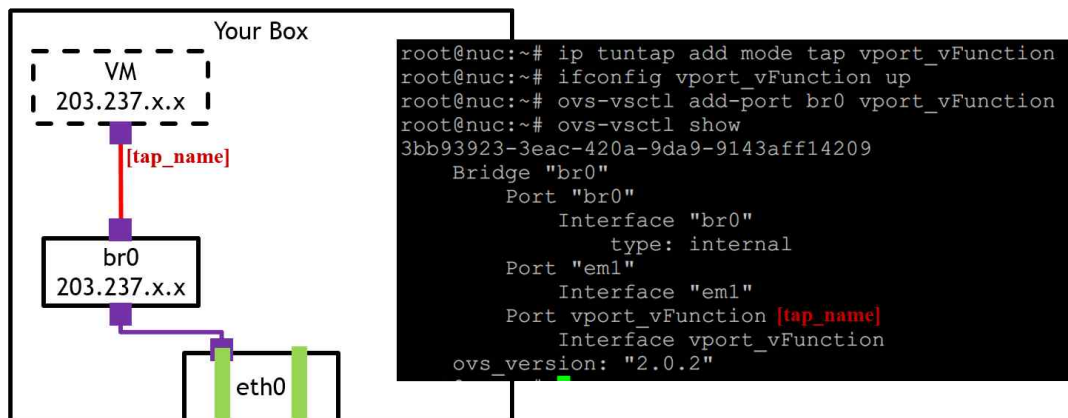 Your Box
VM
203.237.x.x
[tap_name]
br0
203.237.x.x
eth0
root@nuc:~# ip tuntap add mode tap vport_vFunction
root@nuc:~# ifconfig vport_vFunction up
root@nuc:~# ovs-vsctl add-port br0 vport_vFunction
root@nuc:~# ovs-vsctl show
3bb93923-3eac-420a-9da9-9143aff14209
Bridge "br0"
Port "br0"
Interface "br0"
type: internal
Port "em1"
Interface "em1"
Port vport_vFunction [tap_name]
Interface vport_vFunction
ovs_version: "2.0.2"